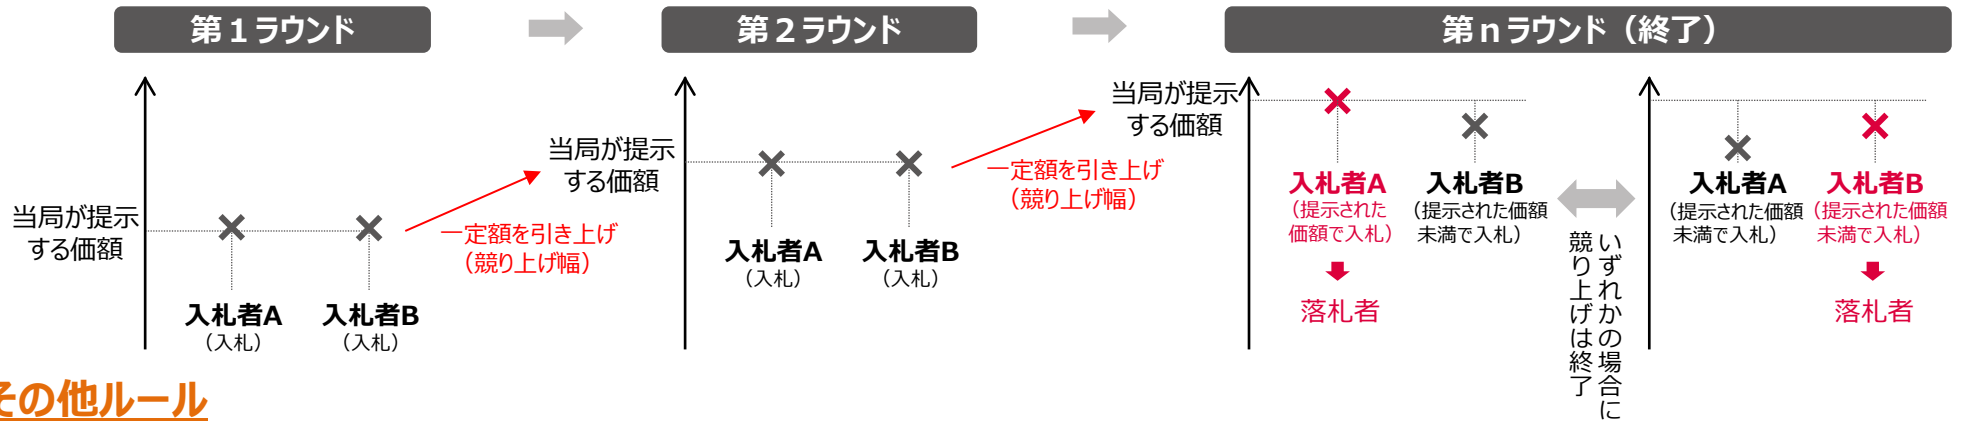 第１ラウンド
第２ラウンド
第ｎラウンド（終了）
当局が提示
する価額
入札者A
（入札）
入札者B
（入札）
一定額を引き上げ
（競り上げ幅）
当局が提示
する価額
入札者A
（入札）
入札者B
（入札）
一定額を引き上げ
（競り上げ幅）
当局が提示
する価額
入札者A
（提示された
価額で入札）
落札者
入札者B
（提示された価額
未満で入札）
いずれかの場合に
競り上げは終了
入札者A
（提示された価額
未満で入札）
入札者B
（提示された価額
未満で入札）
落札者
その他ルール